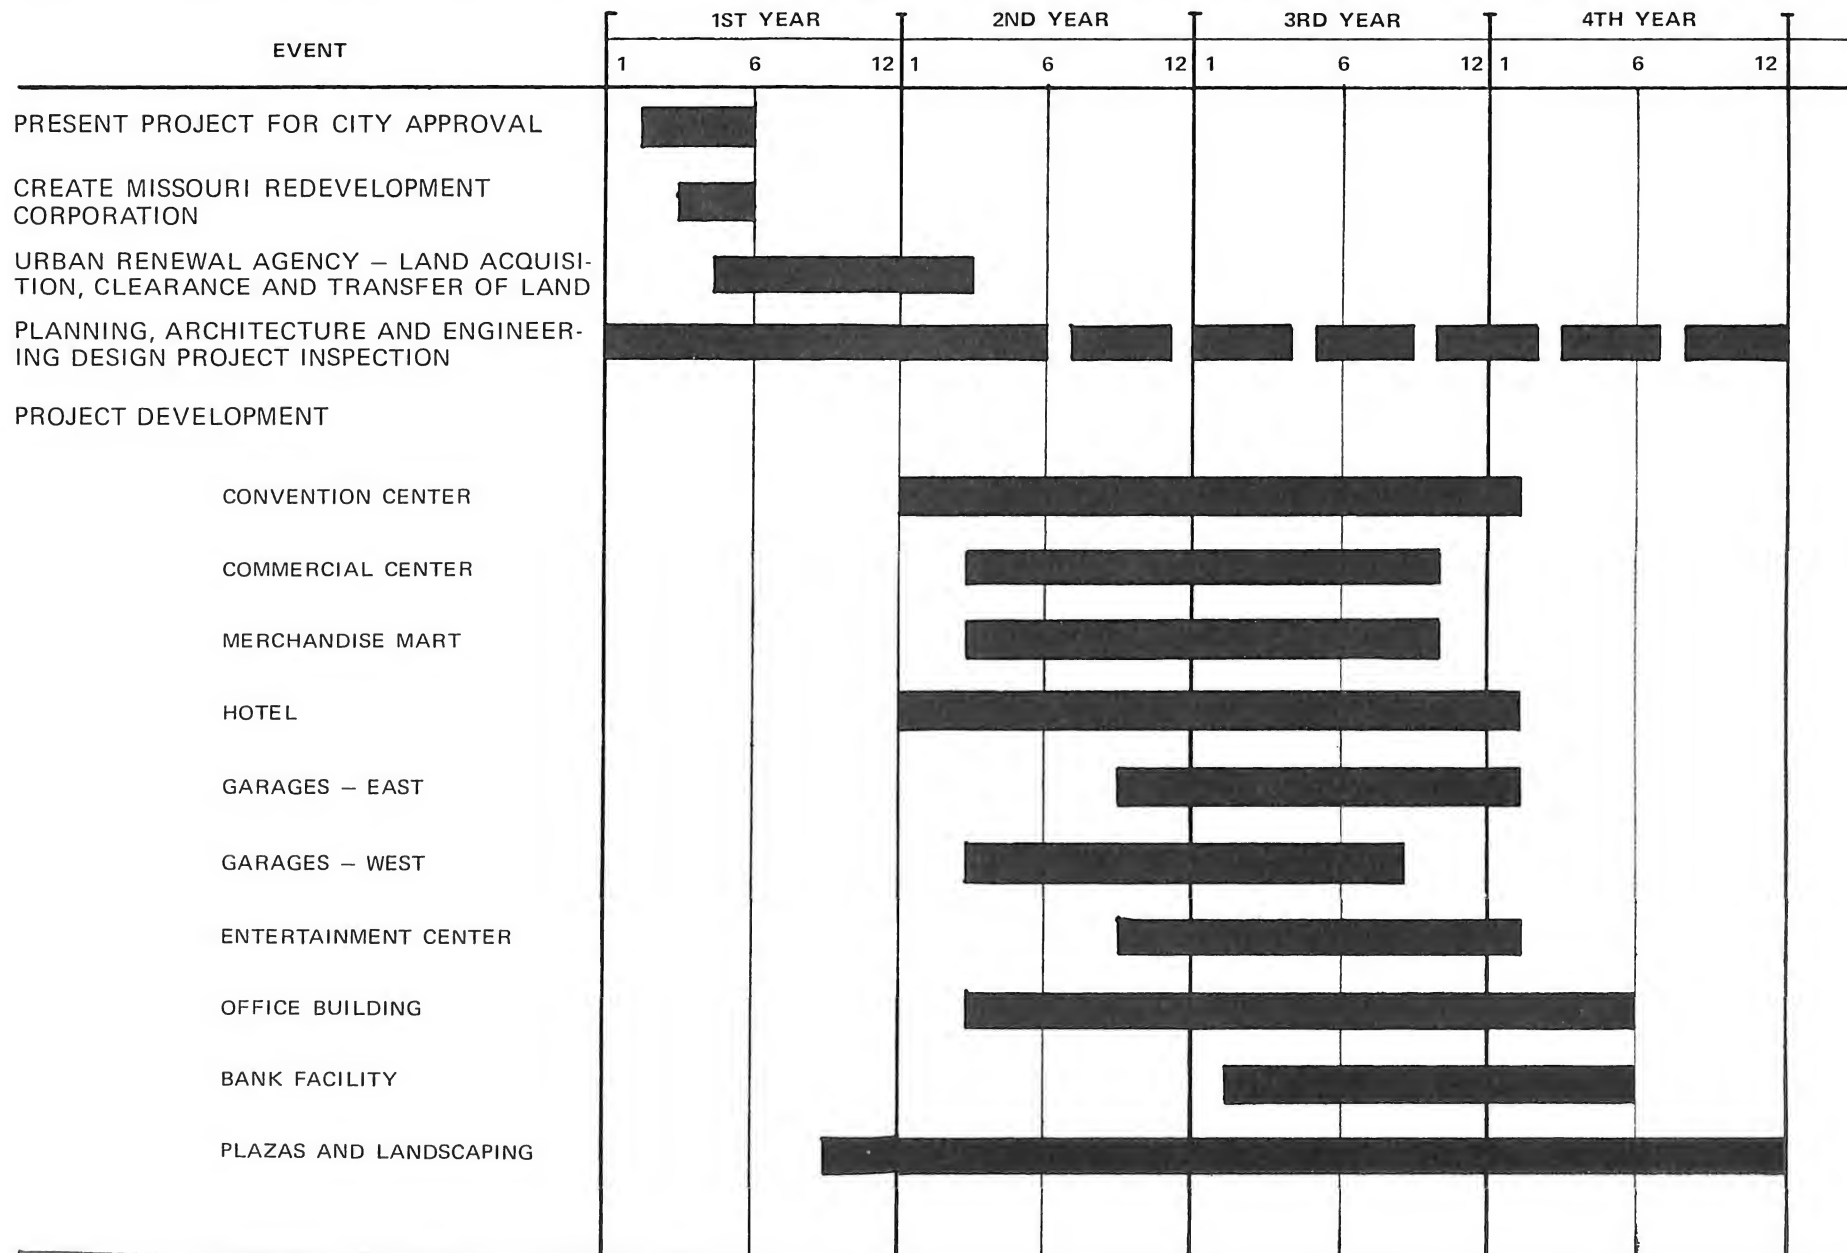 1ST YEAR 2ND YEAR 3RD YEAR 4TH YEAR
EVENT
1 6 12 1 6 12 1 6 12 1 6 12
PRESENT PROJECT FOR CITY APPROVAL
CREATE MISSOURI REDEVELOPMENT
CORPORATION
URBAN RENEWAL AGENCY – LAND ACQUISI-
TION, CLEARANCE AND TRANSFER OF LAND
PLANNING, ARCHITECTURE AND ENGINEER-
ING DESIGN PROJECT INSPECTION
PROJECT DEVELOPMENT
CONVENTION CENTER
COMMERCIAL CENTER
MERCHANDISE MART
HOTEL
GARAGES – EAST
GARAGES – WEST
ENTERTAINMENT CENTER
OFFICE BUILDING
BANK FACILITY
PLAZAS AND LANDSCAPING